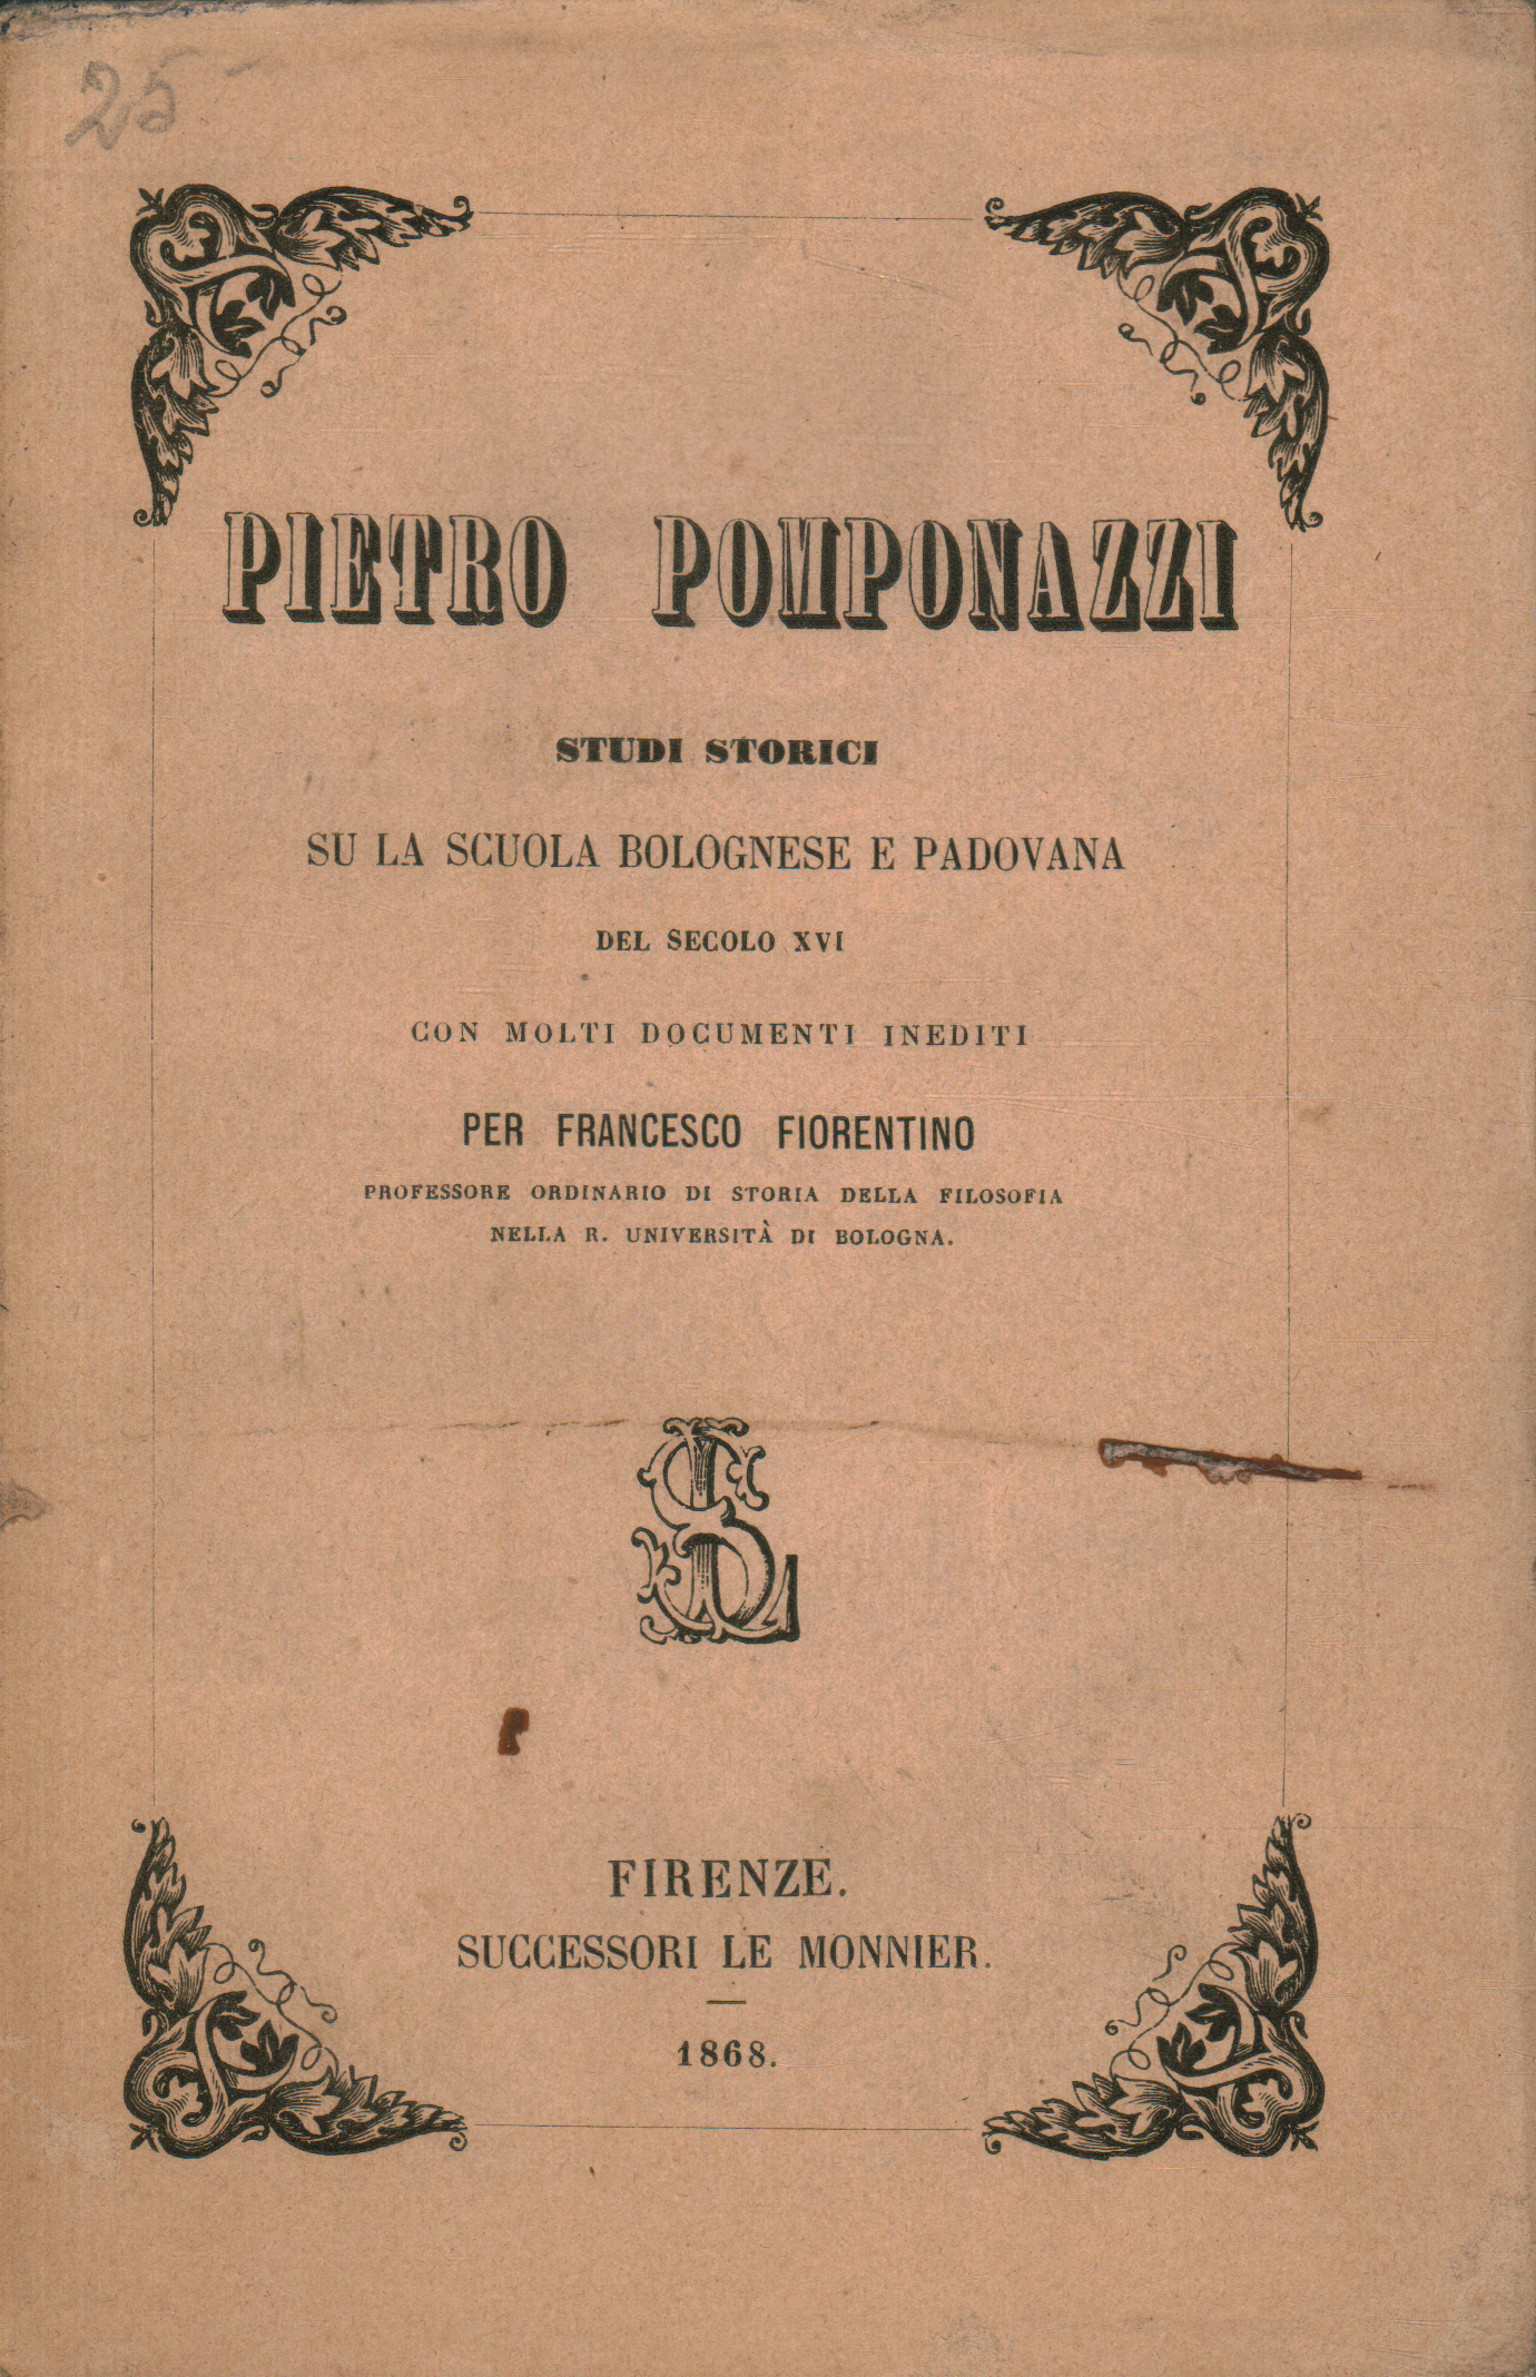 25
PIETRO POMPONAZZI
STUDI STORICI
SU LA SCUOLA BOLOGNESE E PADOVANA
DEL SECOLO XVI
CON MOLTI DOCUMENTI INEDITI
PER FRANCESCO FIORENTINO
PROFESSORE ORDINARIO DI STORIA DELLA FILOSOFIA
NELLA R. UNIVERSITÀ DI BOLOGNA.
FIRENZE.
SUCCESSORI LE MONNIER.
1868.